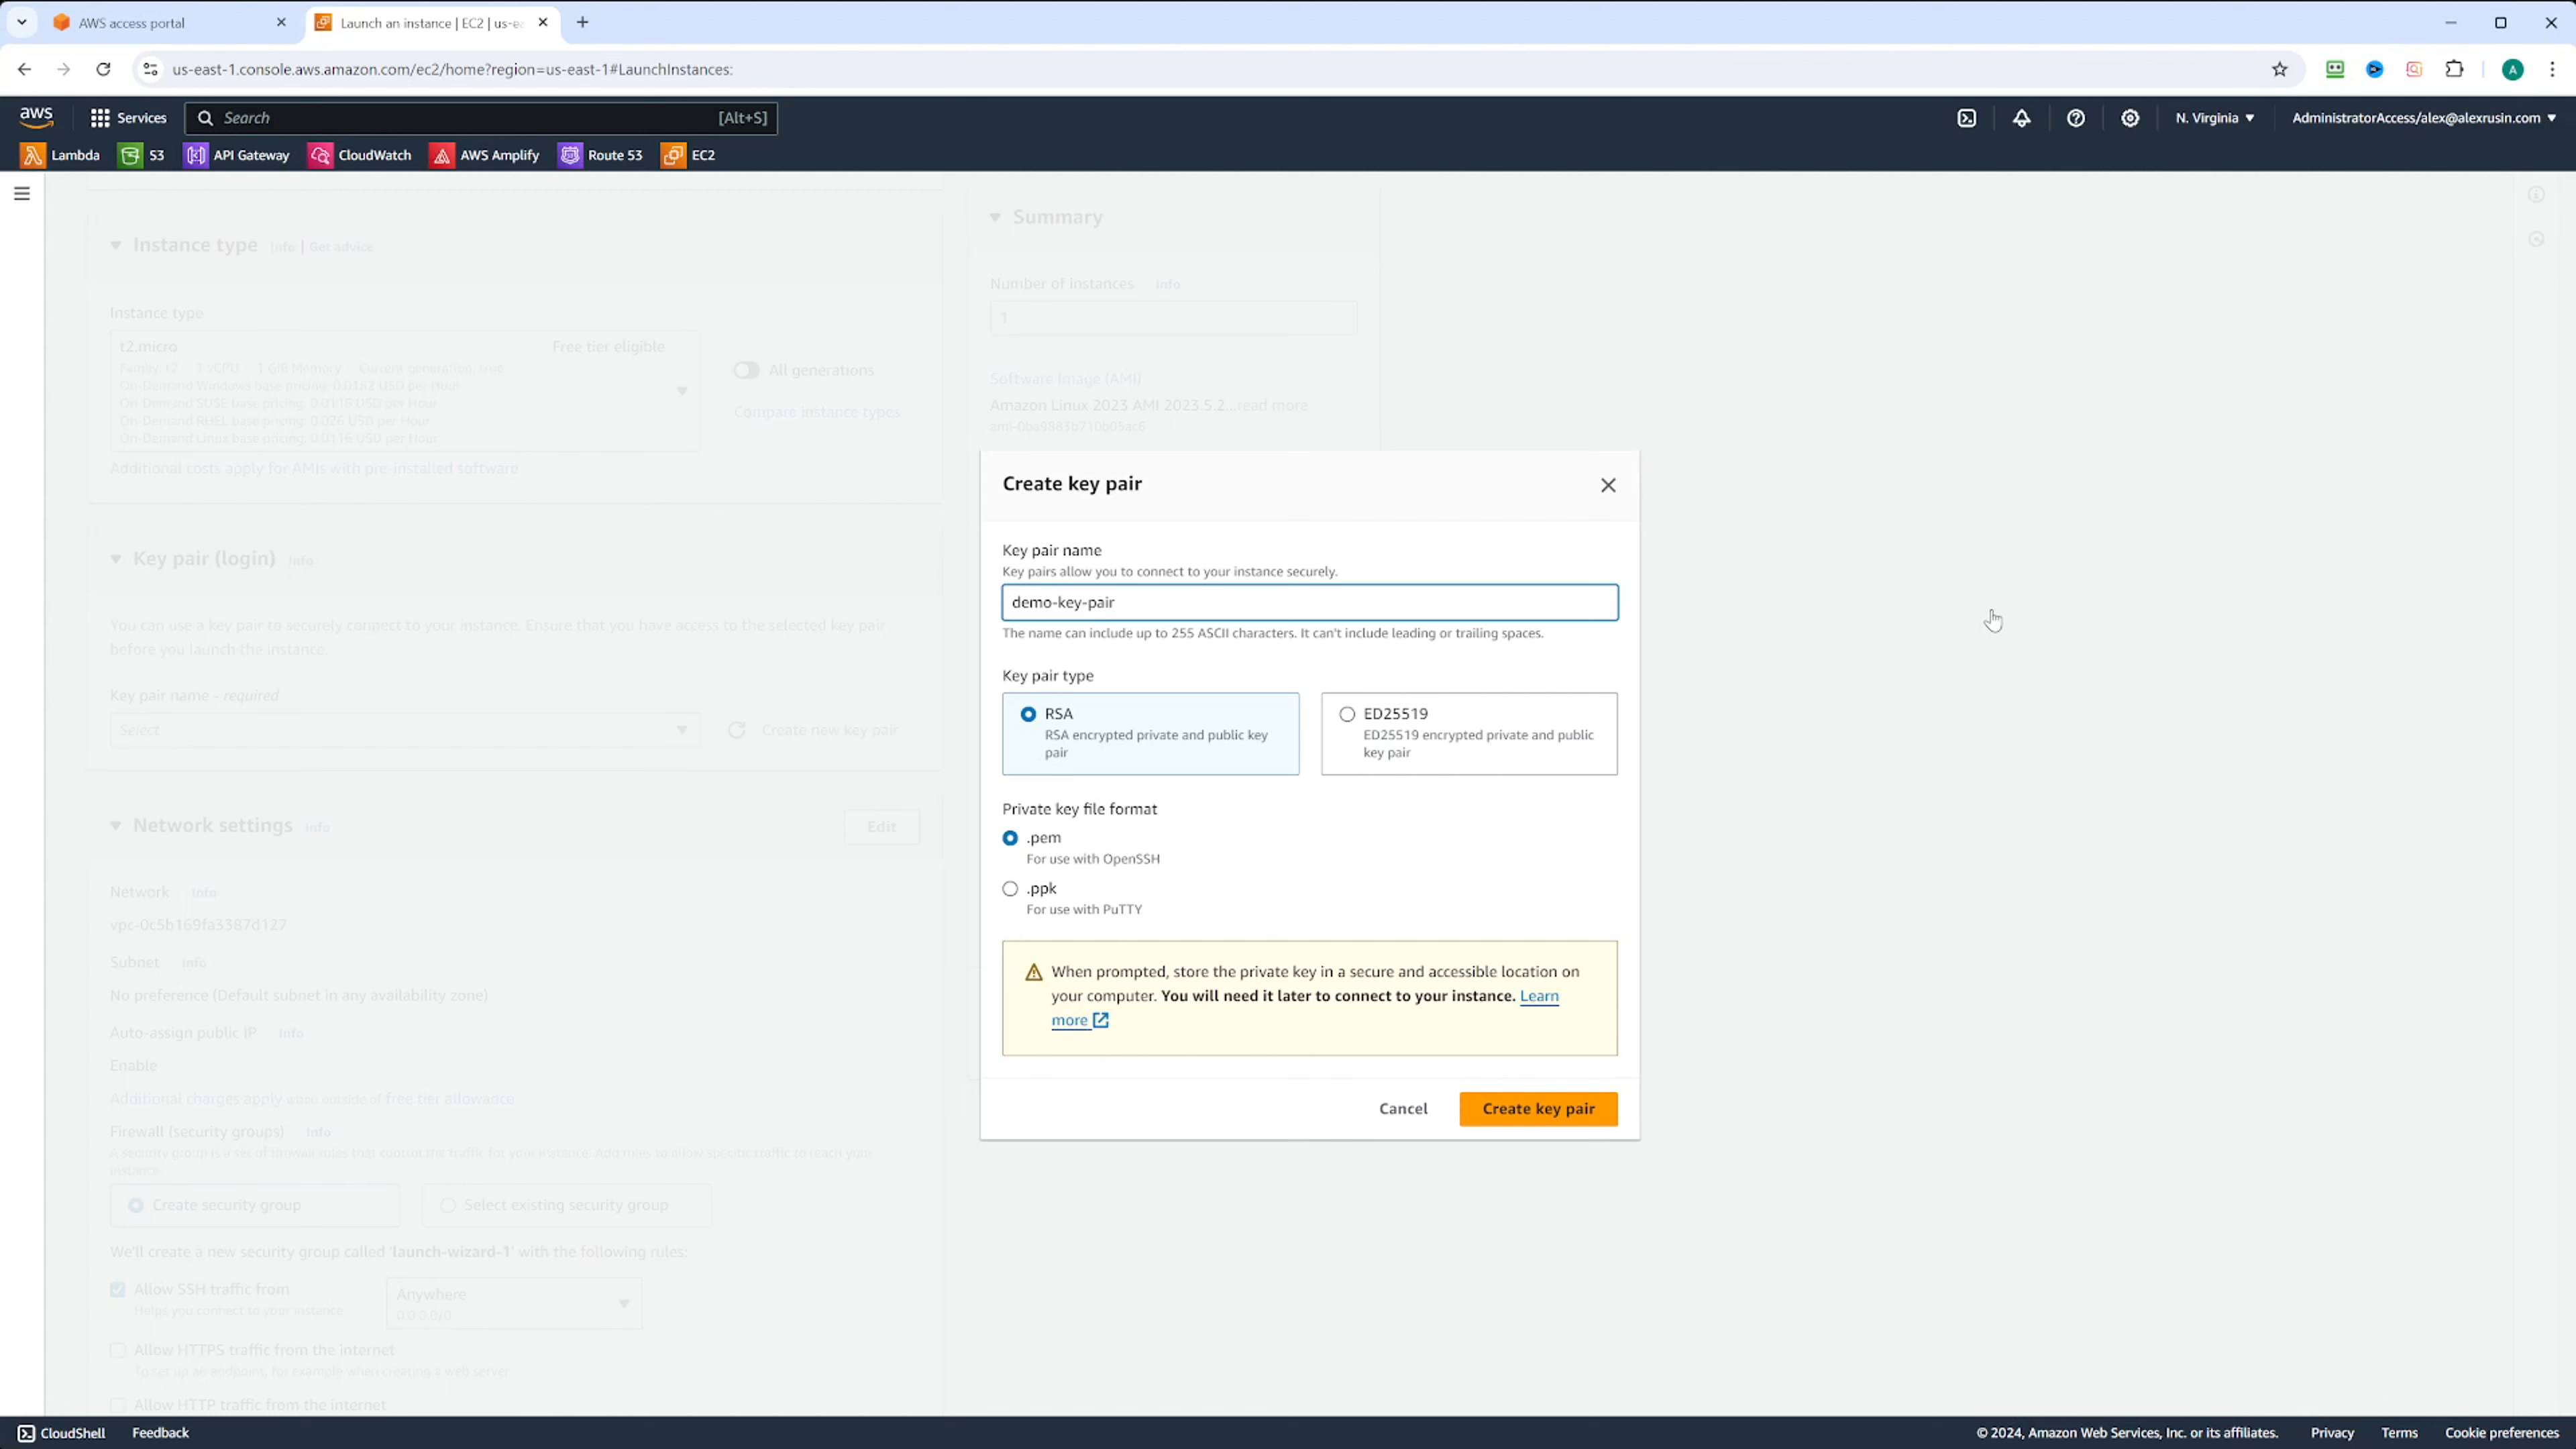 AWS access portal
Launch an instance | EC2 | us-ea
us-east-1.console.aws.amazon.com/ec2/home?region=us-east-1#LaunchInstances:
A
aws
Services
Search
[Alt+S]
N. Virginia
AdministratorAccess/alex@alexrusin.com
Lambda
S3
API Gateway
CloudWatch
AWS Amplify
Route 53
EC2
Instance type Info | Get advice
Instance type
t2.micro Free tier eligible
Family: t2 1 vCPU 1 GiB Memory Current generation: true
On-Demand Windows base pricing: 0.0162 USD per Hour
On-Demand SUSE base pricing: 0.0116 USD per Hour
On-Demand RHEL base pricing: 0.026 USD per Hour
On-Demand Linux base pricing: 0.0116 USD per Hour
All generations
Compare instance types
Additional costs apply for AMIs with pre-installed software
Key pair (login) Info
You can use a key pair to securely connect to your instance. Ensure that you have access to the selected key pair
before you launch the instance.
Key pair name - required
Select
Create new key pair
Network settings Info
Edit
Network Info
vpc-0c5b169fa3387d127
Subnet Info
No preference (Default subnet in any availability zone)
Auto-assign public IP Info
Enable
Additional charges apply when outside of free tier allowance
Firewall (security groups) Info
A security group is a set of firewall rules that control the traffic for your instance. Add rules to allow specific traffic to reach your
instance.
Create security group
Select existing security group
We'll create a new security group called 'launch-wizard-1' with the following rules:
Allow SSH traffic from
Helps you connect to your instance
Anywhere
0.0.0.0/0
Allow HTTPS traffic from the internet
To set up an endpoint, for example when creating a web server
Allow HTTP traffic from the internet
Summary
Number of instances Info
1
Software Image (AMI)
Amazon Linux 2023 AMI 2023.5.2...read more
Create key pair
Key pair name
Key pairs allow you to connect to your instance securely.
demo-key-pair
The name can include up to 255 ASCII characters. It can't include leading or trailing spaces.
Key pair type
RSA
RSA encrypted private and public key
pair
ED25519
ED25519 encrypted private and public
key pair
Private key file format
.pem
For use with OpenSSH
.ppk
For use with PuTTY
When prompted, store the private key in a secure and accessible location on
your computer. You will need it later to connect to your instance. Learn
more
Cancel
Create key pair
CloudShell
Feedback
© 2024, Amazon Web Services, Inc. or its affiliates.
Privacy
Terms
Cookie preferences